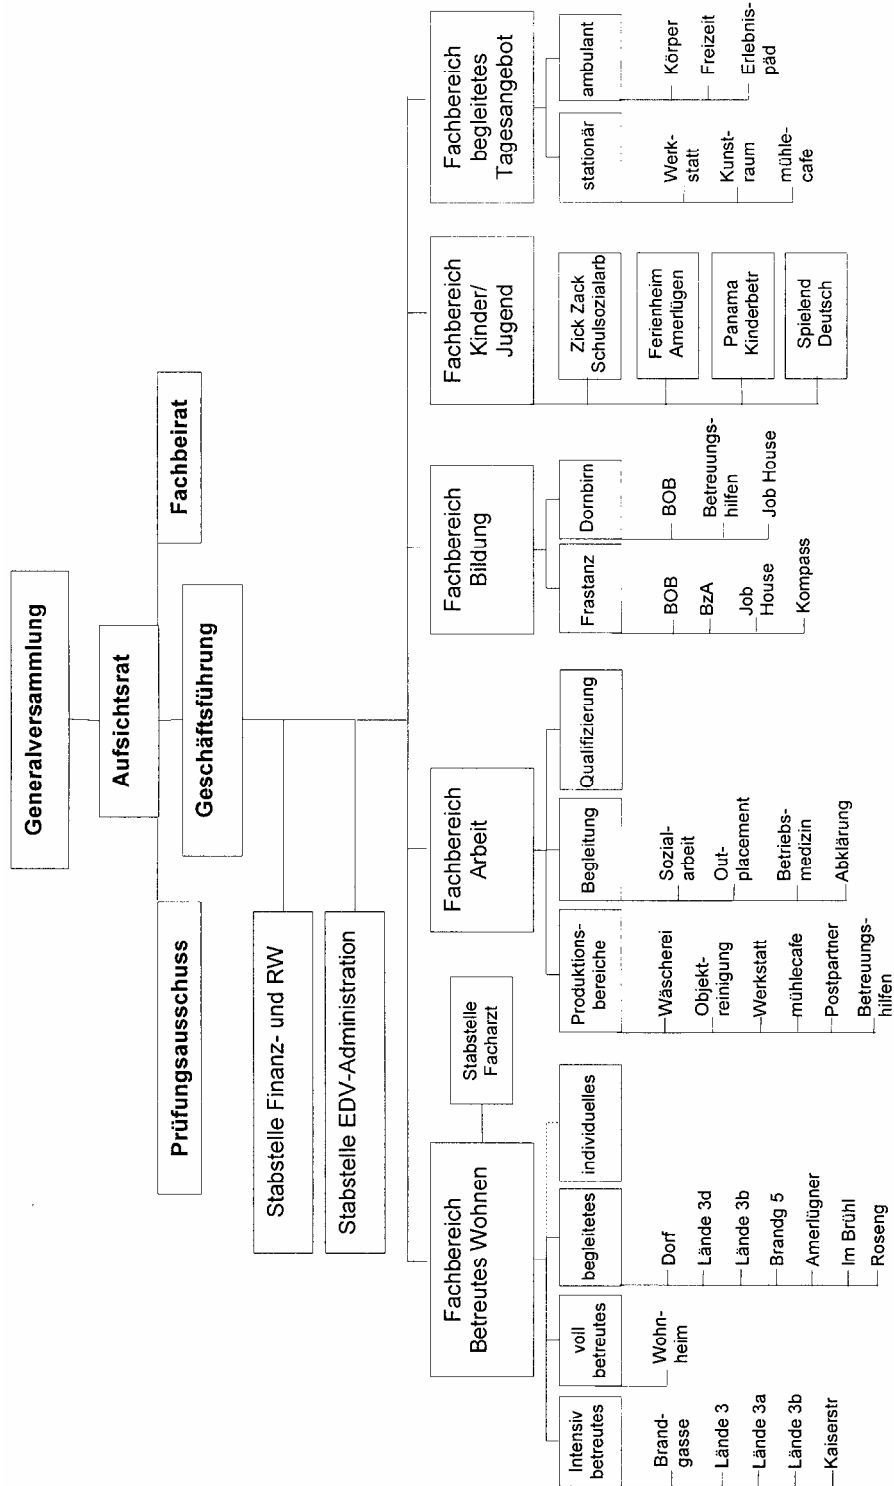 Generalversammlung
Aufsichtsrat
Prüfungsausschuss
Fachbeirat
Geschäftsführung
Stabstelle Finanz- und RW
Stabstelle EDV-Administration
Fachbereich
Betreutes Wohnen
Stabstelle
Facharzt
Intensiv
betreutes
Brand-
gasse
Lände 3
Lände 3a
Lände 3b
Kaiserstr
voll
betreutes
Wohn-
heim
begleitetes
Dorf
Lände 3d
Lände 3b
Brandg 5
Amerlügner
Im Brühl
Roseng
individuelles
Fachbereich
Arbeit
Produktions-
bereiche
Wäscherei
Objekt-
reinigung
Werkstatt
mühlecafe
Postpartner
Betreuungs-
hilfen
Begleitung
Sozial-
arbeit
Out-
placement
Betriebs-
medizin
Abklärung
Qualifizierung
Fachbereich
Bildung
Frastanz
BOB
BzA
Job
House
Kompass
Dornbirn
BOB
Betreuungs-
hilfen
Job House
Fachbereich
Kinder/
Jugend
Zick Zack
Schulsozialarb
Ferienheim
Amerlügen
Panama
Kinderbetr
Spielend
Deutsch
Fachbereich
begleitetes
Tagesangebot
stationär
Werk-
statt
Kunst-
raum
mühle-
cafe
ambulant
Körper
Freizeit
Erlebnis-
päd